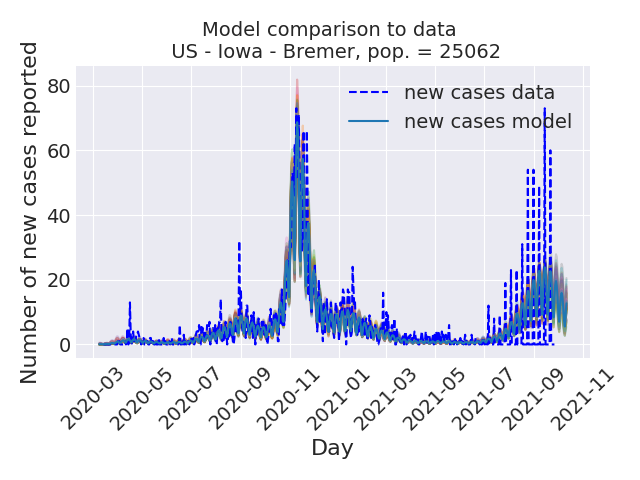 Model comparison to data
US - Iowa - Bremer, pop. = 25062
Number of new cases reported
80
60
40
20
0
new cases data
new cases model
2020-03
2020-05
2020-07
2020-09
2020-11
2021-01
2021-03
2021-05
2021-07
2021-09
2021-11
Day